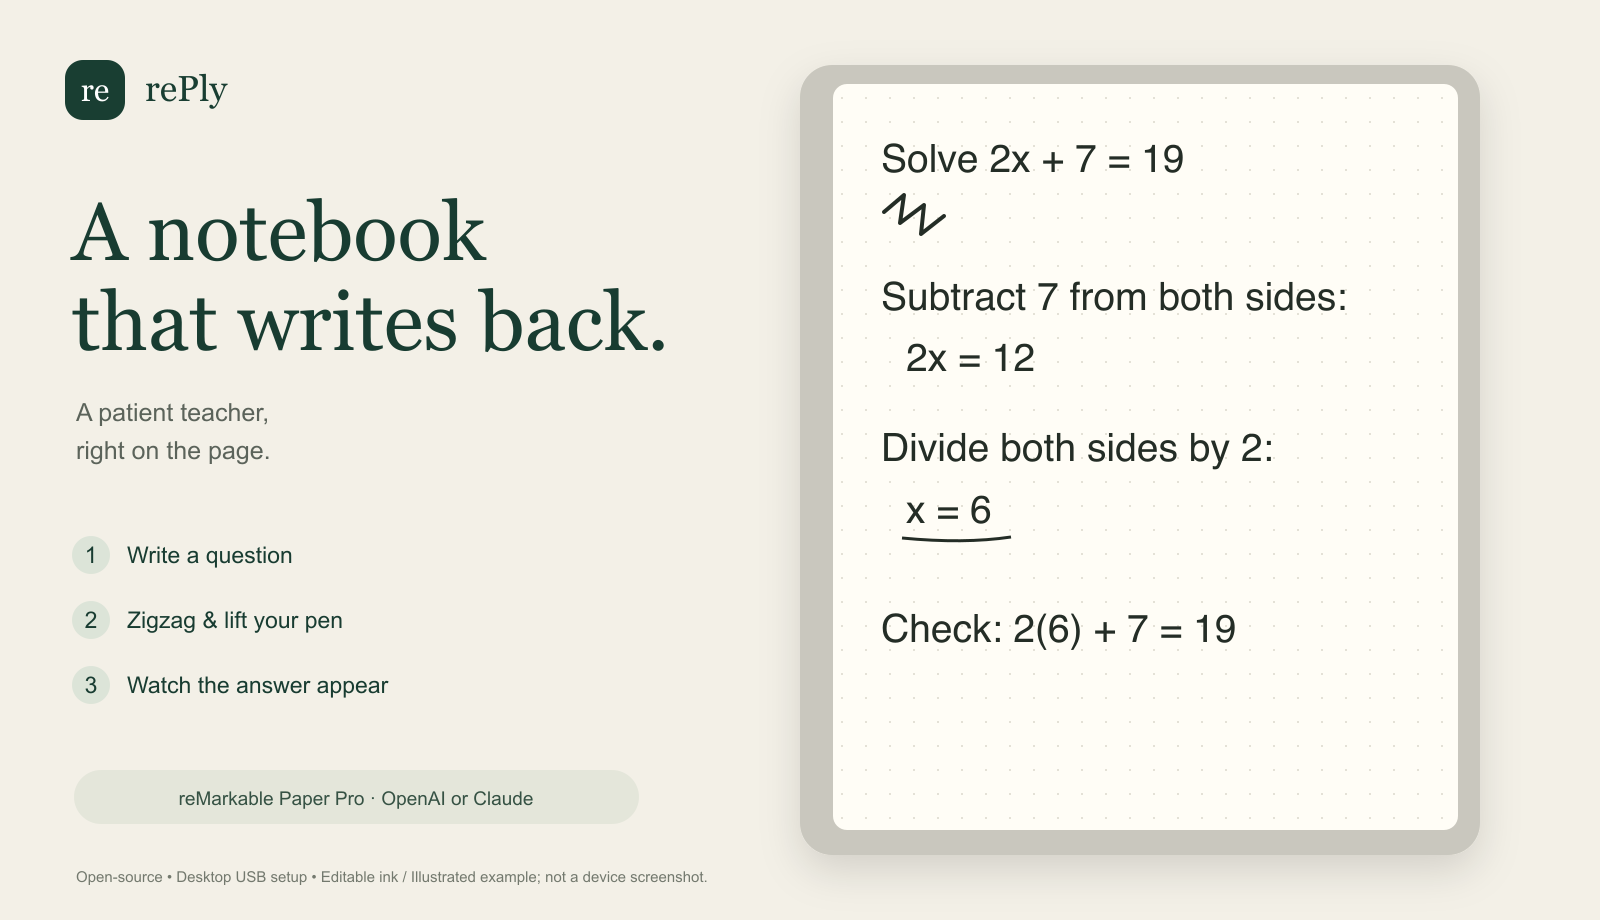 re rePly
A notebook
that writes back.
A patient teacher,
right on the page.
1 Write a question
2 Zigzag & lift your pen
3 Watch the answer appear
reMarkable Paper Pro · OpenAI or Claude
Open-source • Desktop USB setup • Editable ink / Illustrated example; not a device screenshot.
Solve 2x + 7 = 19
Subtract 7 from both sides:
2x = 12
Divide both sides by 2:
x = 6
Check: 2(6) + 7 = 19